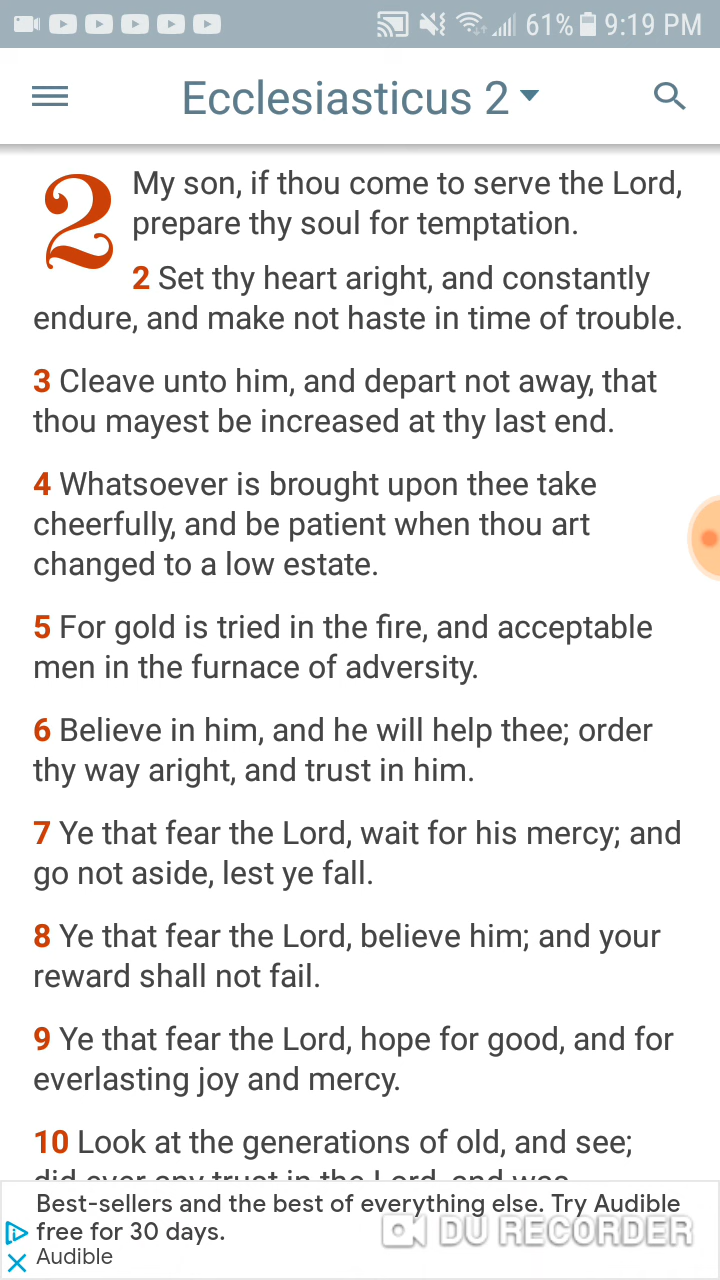 61% 9:19 PM
Ecclesiasticus 2
2 My son, if thou come to serve the Lord,
prepare thy soul for temptation.
2 Set thy heart aright, and constantly
endure, and make not haste in time of trouble.
3 Cleave unto him, and depart not away, that
thou mayest be increased at thy last end.
4 Whatsoever is brought upon thee take
cheerfully, and be patient when thou art
changed to a low estate.
5 For gold is tried in the fire, and acceptable
men in the furnace of adversity.
6 Believe in him, and he will help thee; order
thy way aright, and trust in him.
7 Ye that fear the Lord, wait for his mercy; and
go not aside, lest ye fall.
8 Ye that fear the Lord, believe him; and your
reward shall not fail.
9 Ye that fear the Lord, hope for good, and for
everlasting joy and mercy.
10 Look at the generations of old, and see;
did ever any trust in the Lord, and was
Best-sellers and the best of everything else. Try Audible
free for 30 days.
Audible
DU RECORDER